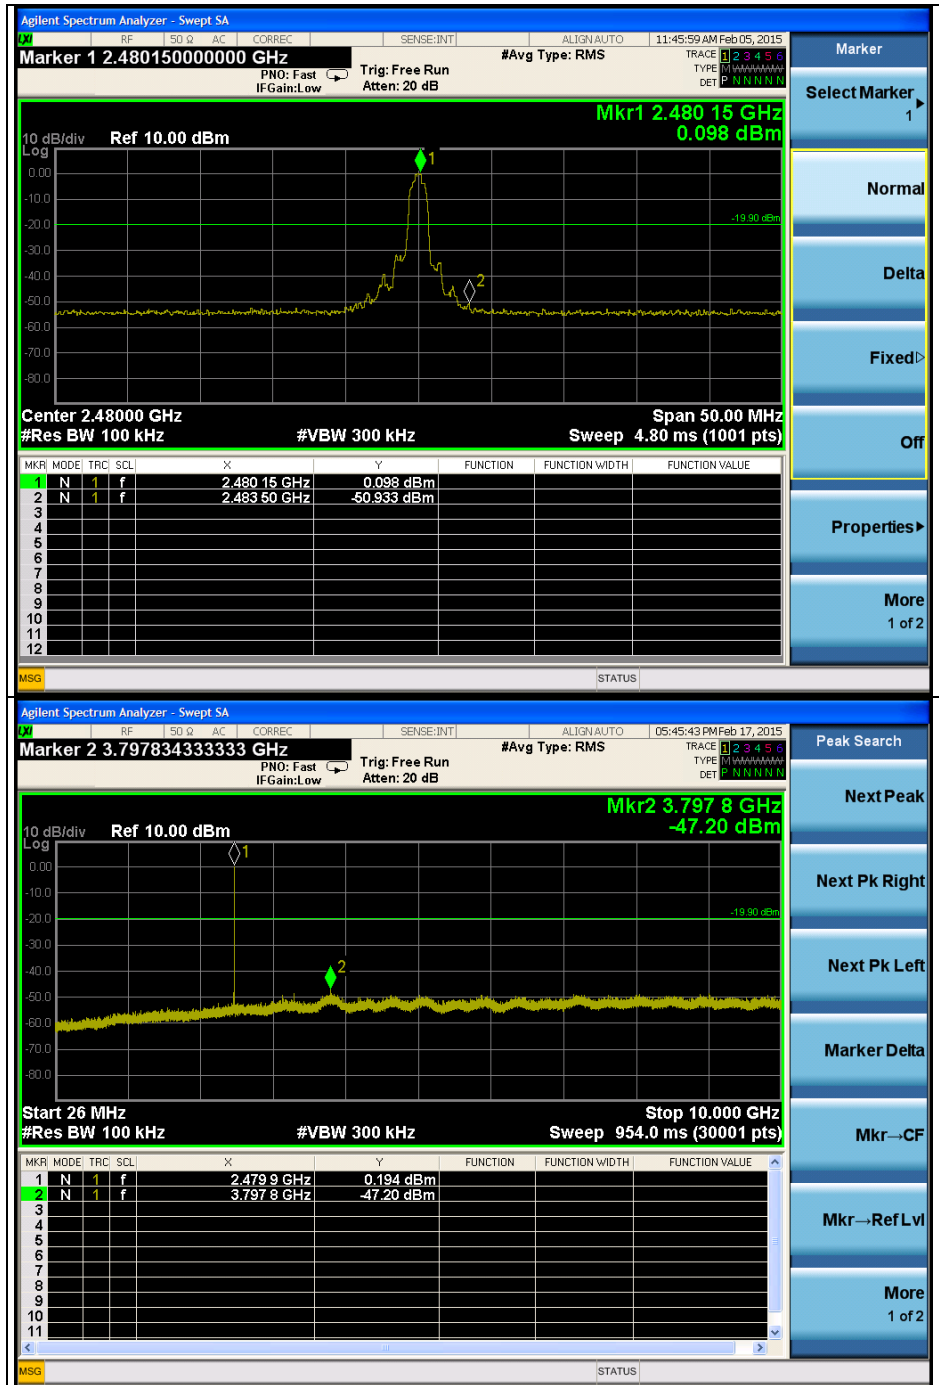 Agilent Spectrum Analyzer - Swept SA
LXI RF 50 Ω AC CORREC SENSE:INT ALIGN AUTO 11:45:59 AM Feb 05, 2015
Marker 1 2.480150000000 GHz
#Avg Type: RMS
TRACE 1 2 3 4 5 6
PNO: Fast
Trig: Free Run
TYPE M WWWWW
IFGain:Low
Atten: 20 dB
DET P N N N N N
Mkr1 2.480 15 GHz
0.098 dBm
10 dB/div Ref 10.00 dBm
Log
1
0.00
-10.0
-20.0
-19.90 dBm
-30.0
-40.0
2
-50.0
-60.0
-70.0
-80.0
Center 2.48000 GHz Span 50.00 MHz
#Res BW 100 kHz #VBW 300 kHz Sweep 4.80 ms (1001 pts)
MKR MODE TRC SCL X Y FUNCTION FUNCTION WIDTH FUNCTION VALUE
1 N 1 f 2.480 15 GHz 0.098 dBm
2 N 1 f 2.483 50 GHz -50.933 dBm
3
4
5
6
7
8
9
10
11
12
MSG STATUS
Marker
Select Marker
1
Normal
Delta
Fixed
Off
Properties
More
1 of 2
Agilent Spectrum Analyzer - Swept SA
LXI RF 50 Ω AC CORREC SENSE:INT ALIGN AUTO 05:45:43 PM Feb 17, 2015
Marker 2 3.797834333333 GHz
#Avg Type: RMS
TRACE 1 2 3 4 5 6
PNO: Fast
Trig: Free Run
TYPE M WWWWW
IFGain:Low
Atten: 20 dB
DET P N N N N N
Mkr2 3.797 8 GHz
-47.20 dBm
10 dB/div Ref 10.00 dBm
Log
1
0.00
-10.0
-20.0
-19.90 dBm
-30.0
-40.0
2
-50.0
-60.0
-70.0
-80.0
Start 26 MHz Stop 10.000 GHz
#Res BW 100 kHz #VBW 300 kHz Sweep 954.0 ms (30001 pts)
MKR MODE TRC SCL X Y FUNCTION FUNCTION WIDTH FUNCTION VALUE
1 N 1 f 2.479 9 GHz 0.194 dBm
2 N 1 f 3.797 8 GHz -47.20 dBm
3
4
5
6
7
8
9
10
11
MSG STATUS
Peak Search
Next Peak
Next Pk Right
Next Pk Left
Marker Delta
Mkr→CF
Mkr→Ref Lvl
More
1 of 2